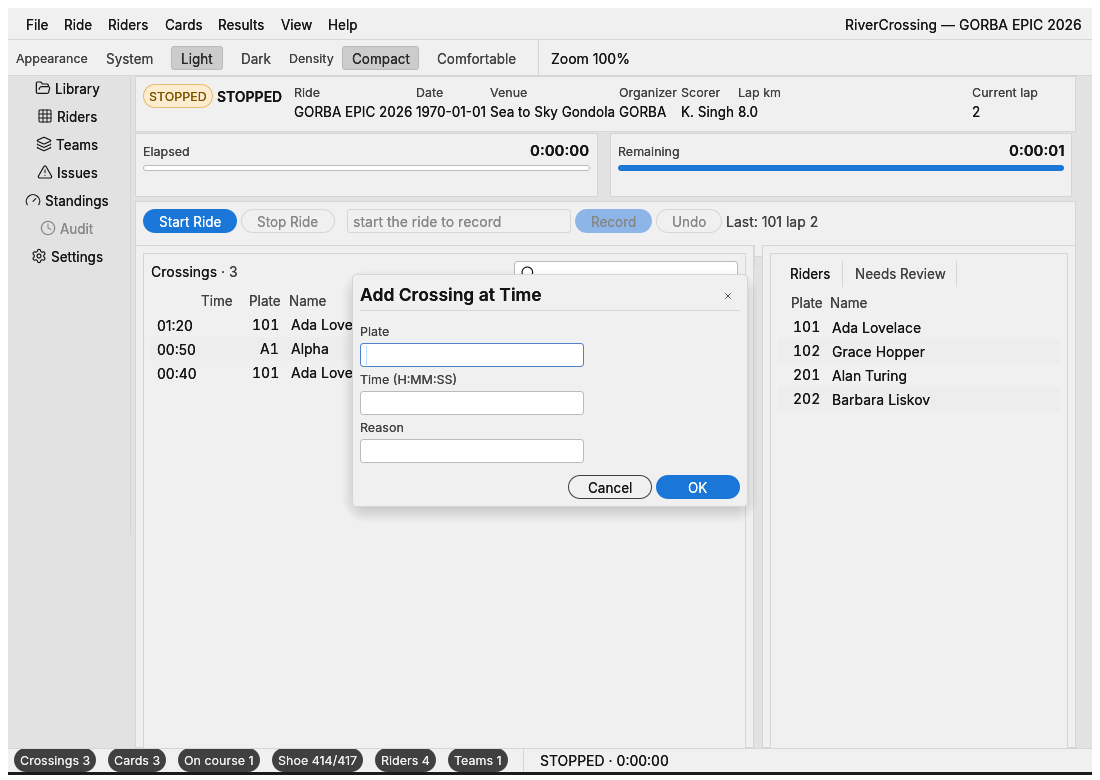 File Ride Riders Cards Results View Help RiverCrossing — GORBA EPIC 2026
Appearance System Light Dark Density Compact Comfortable Zoom 100%
Library
Riders
Teams
Issues
Standings
Audit
Settings
STOPPED STOPPED
Ride Date Venue Organizer Scorer Lap km Current lap
GORBA EPIC 2026 1970-01-01 Sea to Sky Gondola GORBA K. Singh 8.0 2
Elapsed 0:00:00
Remaining 0:00:01
Start Ride Stop Ride start the ride to record Record Undo Last: 101 lap 2
Crossings · 3
Time Plate Name
01:20 101 Ada Love
00:50 A1 Alpha
00:40 101 Ada Love
Add Crossing at Time ×
Plate
Time (H:MM:SS)
Reason
Cancel OK
Riders Needs Review
Plate Name
101 Ada Lovelace
102 Grace Hopper
201 Alan Turing
202 Barbara Liskov
Crossings 3 Cards 3 On course 1 Shoe 414/417 Riders 4 Teams 1 STOPPED · 0:00:00